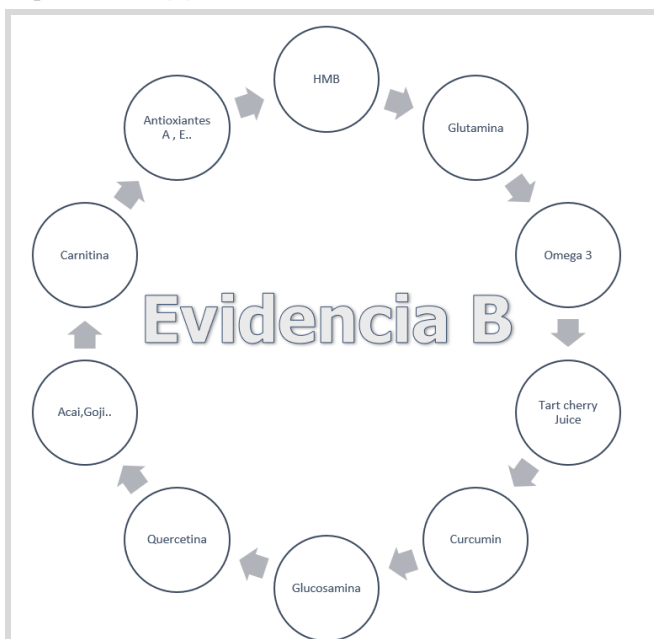 HMB
Glutamina
Omega 3
Tart cherry
Juice
Curcumin
Glucosamina
Quercetina
Acai,Goji..
Carnitina
Antioxiantes
A , E..
Evidencia B